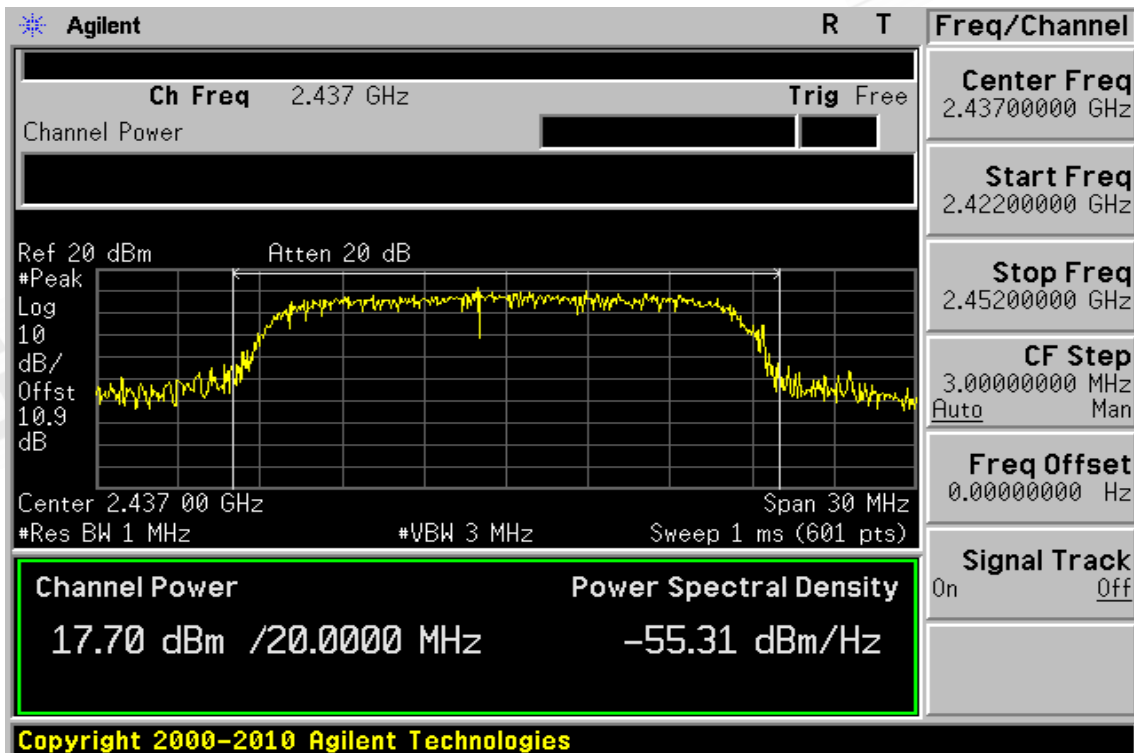 Agilent R T
Ch Freq 2.437 GHz Trig Free
Channel Power
Ref 20 dBm Atten 20 dB
#Peak
Log
10
dB/
Offst
10.9
dB
Center 2.437 00 GHz Span 30 MHz
#Res BW 1 MHz #VBW 3 MHz Sweep 1 ms (601 pts)
Channel Power Power Spectral Density
17.70 dBm /20.0000 MHz -55.31 dBm/Hz
Copyright 2000-2010 Agilent Technologies
Freq/Channel
Center Freq
2.43700000 GHz
Start Freq
2.42200000 GHz
Stop Freq
2.45200000 GHz
CF Step
3.00000000 MHz
Auto Man
Freq Offset
0.00000000 Hz
Signal Track
On Off